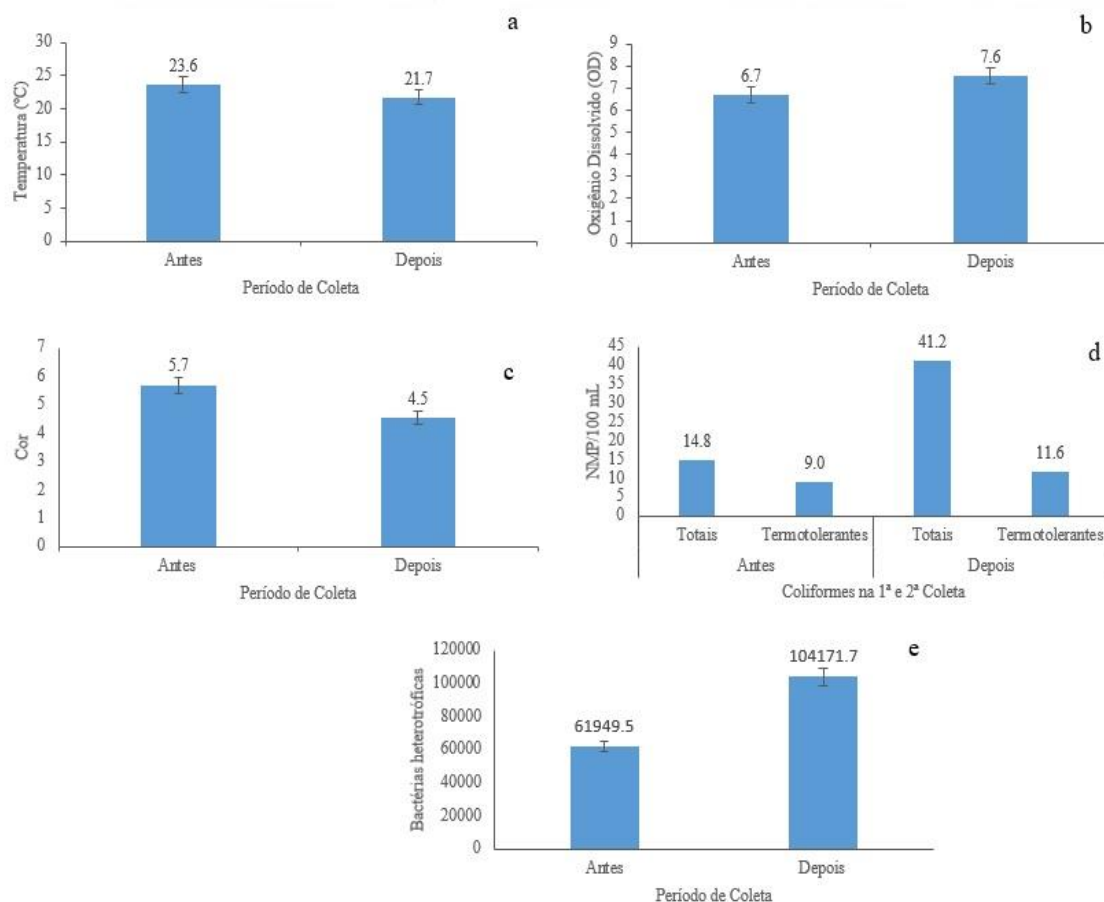 a
Temperatura (°C)
30
25
20
15
10
5
0
23.6
21.7
Antes
Depois
Período de Coleta
b
Oxigênio Dissolvido (OD)
9
8
7
6
5
4
3
2
1
0
6.7
7.6
Antes
Depois
Período de Coleta
c
Cor
7
6
5
4
3
2
1
0
5.7
4.5
Antes
Depois
Período de Coleta
d
NMP/100 mL
45
40
35
30
25
20
15
10
5
0
14.8
9.0
41.2
11.6
Totais
Termotolerantes
Totais
Termotolerantes
Antes
Depois
Coliformes na 1ª e 2ª Coleta
e
Bactérias heterotróficas
120000
100000
80000
60000
40000
20000
0
61949.5
104171.7
Antes
Depois
Período de Coleta